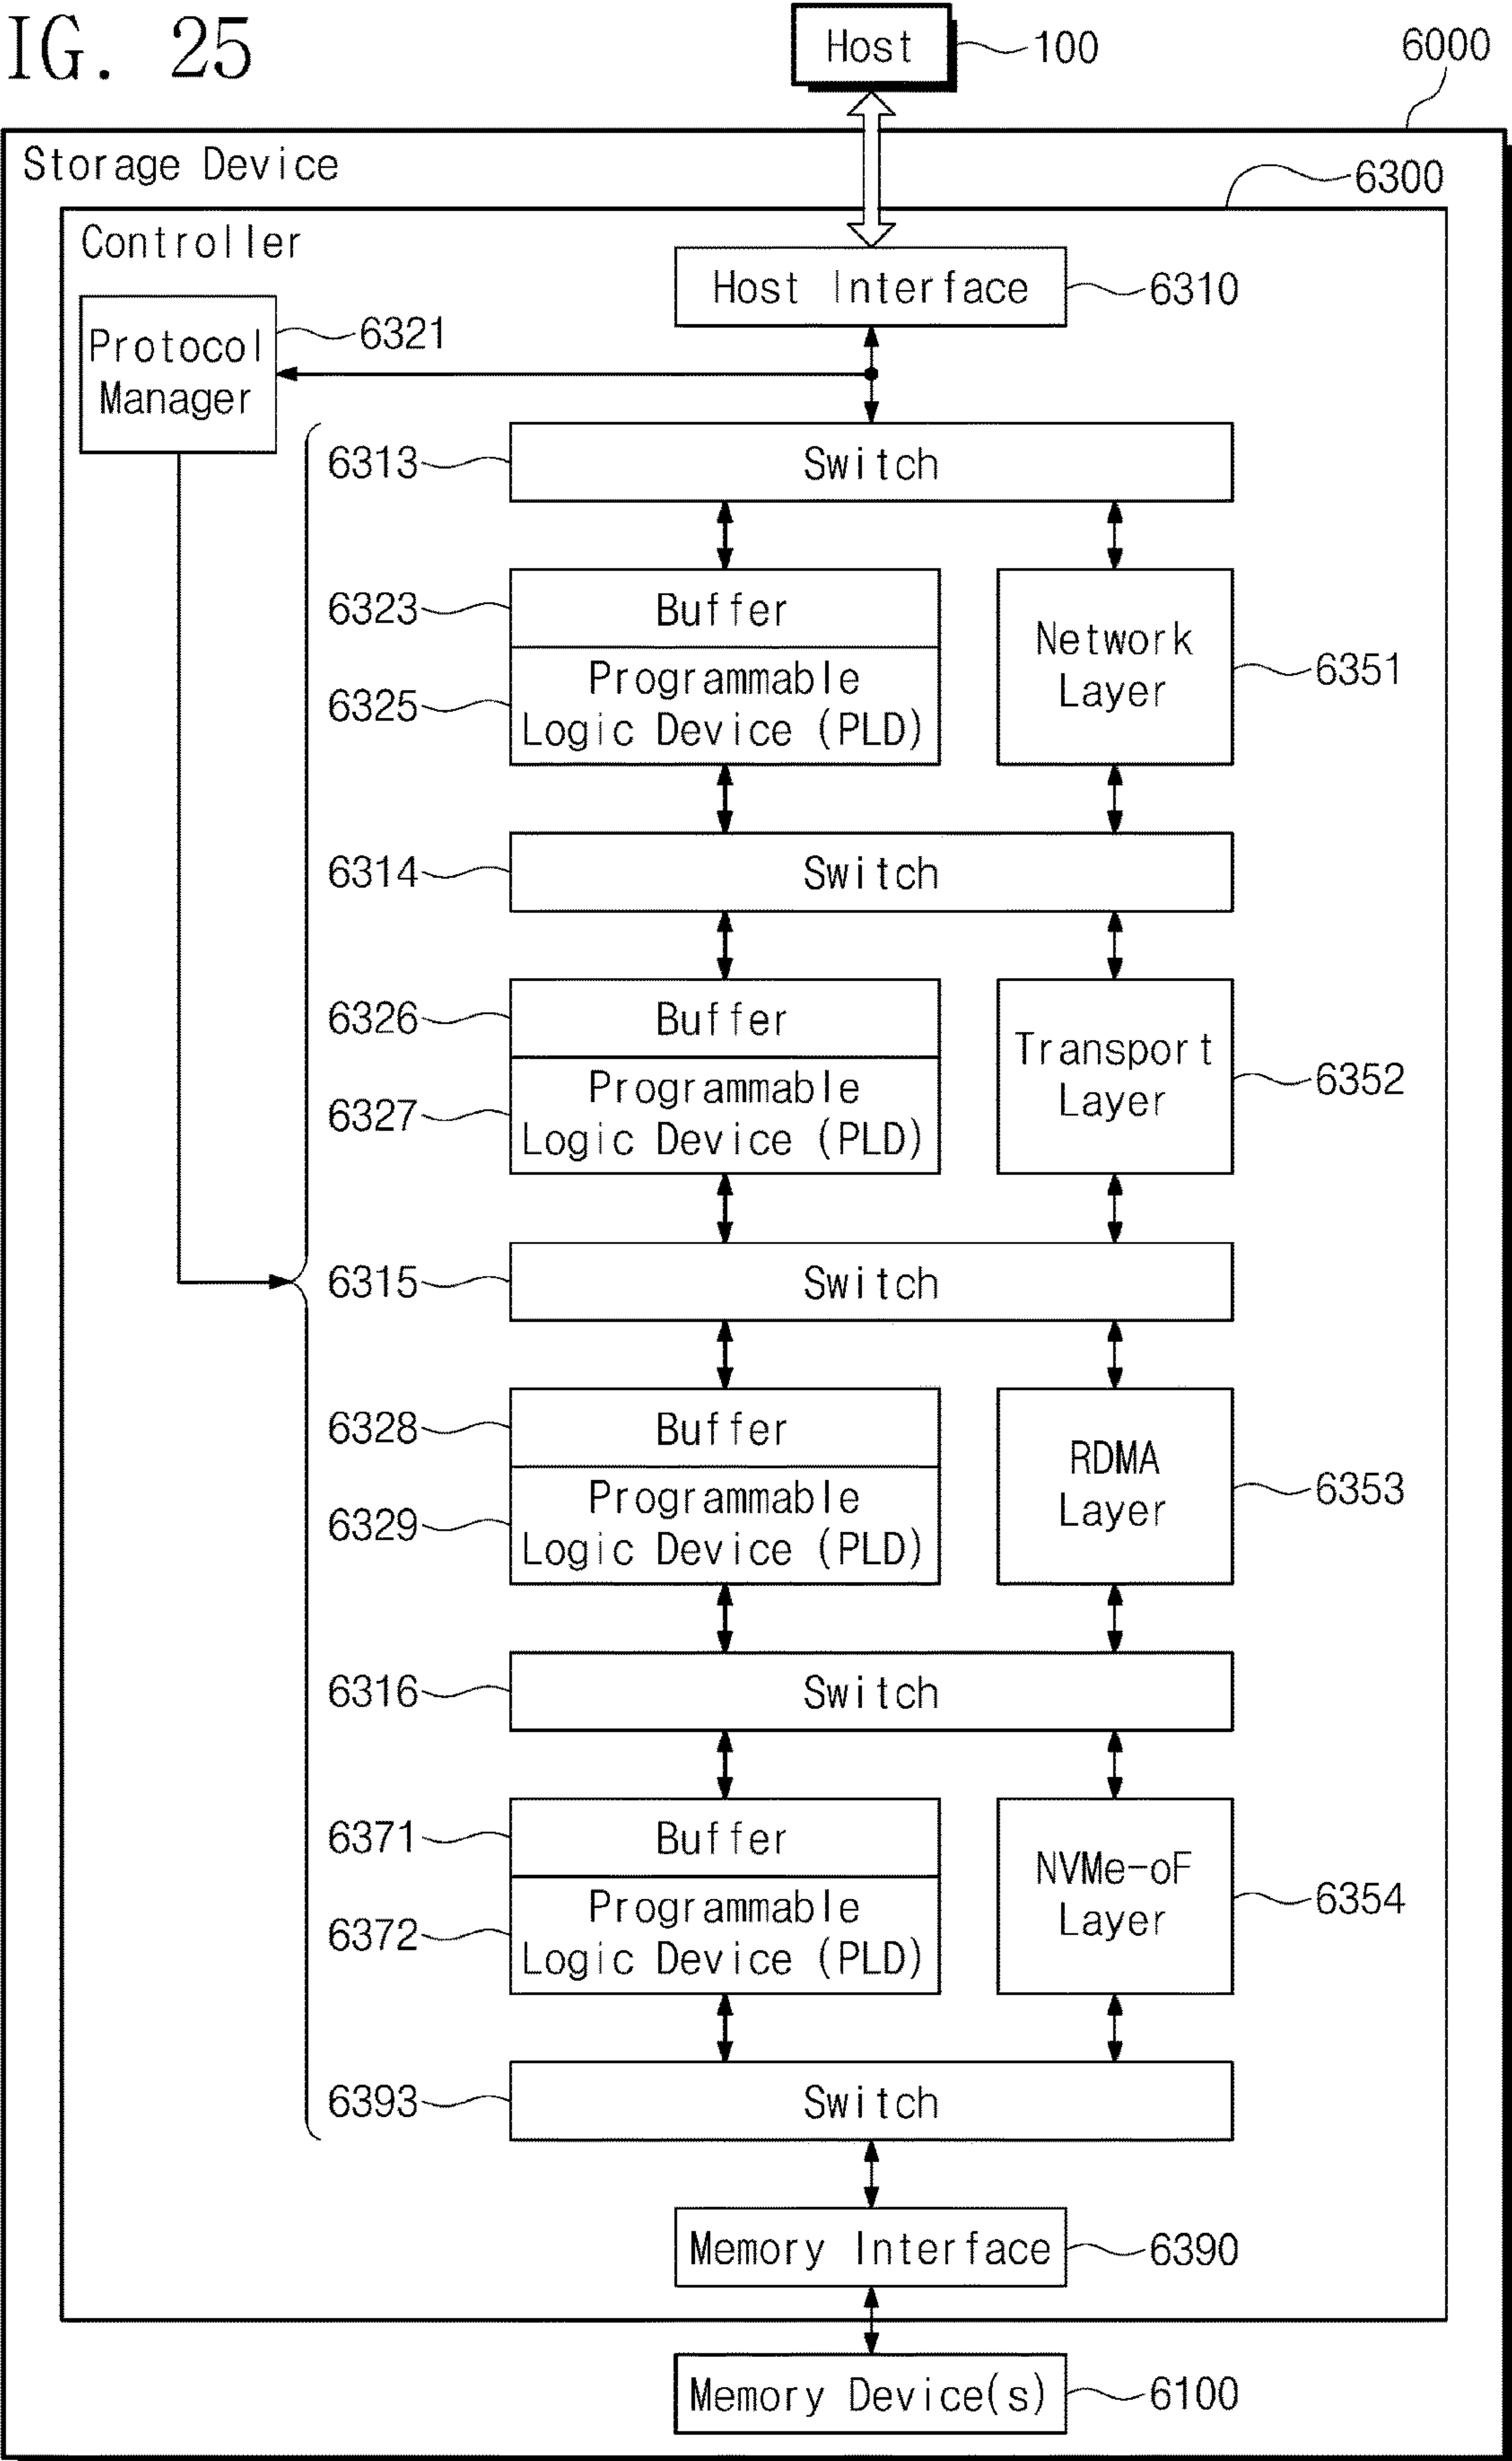 IG. 25
Host
100
6000
Storage Device
6300
Controller
Host Interface
6310
Protocol
Manager
6321
6313
Switch
6323
Buffer
6325
Programmable
Logic Device (PLD)
Network
Layer
6351
6314
Switch
6326
Buffer
6327
Programmable
Logic Device (PLD)
Transport
Layer
6352
6315
Switch
6328
Buffer
6329
Programmable
Logic Device (PLD)
RDMA
Layer
6353
6316
Switch
6371
Buffer
6372
Programmable
Logic Device (PLD)
NVMe-oF
Layer
6354
6393
Switch
Memory Interface
6390
Memory Device(s)
6100